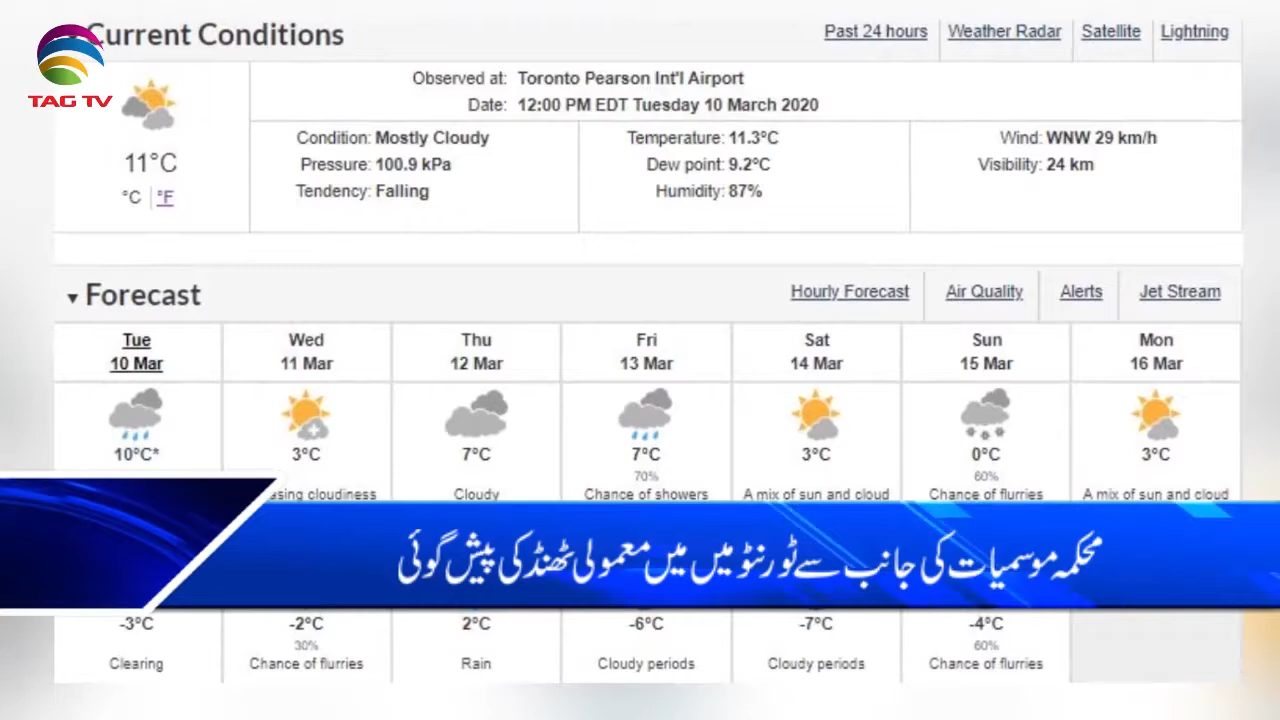 TAG TV
Current Conditions
Past 24 hours Weather Radar Satellite Lightning
Observed at: Toronto Pearson Int'l Airport
Date: 12:00 PM EDT Tuesday 10 March 2020
11°C
°C °F
Condition: Mostly Cloudy
Pressure: 100.9 kPa
Tendency: Falling
Temperature: 11.3°C
Dew point: 9.2°C
Humidity: 87%
Wind: WNW 29 km/h
Visibility: 24 km
Forecast
Hourly Forecast Air Quality Alerts Jet Stream
Tue Wed Thu Fri Sat Sun Mon
10 Mar 11 Mar 12 Mar 13 Mar 14 Mar 15 Mar 16 Mar
10°C* 3°C 7°C 7°C 3°C 0°C 3°C
70% 60%
cloudiness Cloudy Chance of showers A mix of sun and cloud Chance of flurries A mix of sun and cloud
محکمہ موسمیات کی جانب سے ٹورنٹو میں میں معمولی ٹھنڈ کی پیش گوئی
-3°C -2°C 2°C -6°C -7°C -4°C
30% 60%
Clearing Chance of flurries Rain Cloudy periods Cloudy periods Chance of flurries